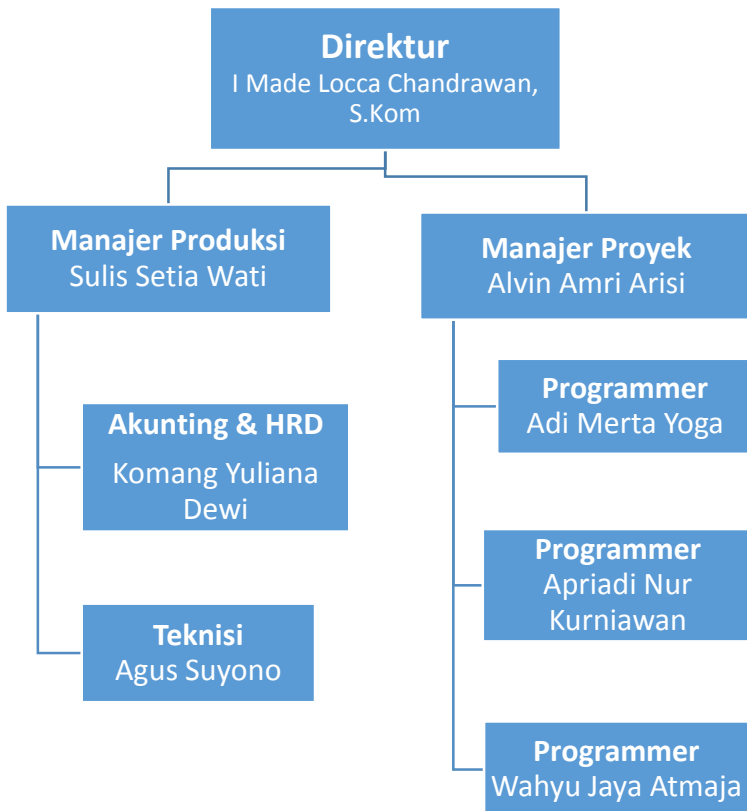 Direktur
I Made Locca Chandrawan,
S.Kom
Manajer Produksi
Sulis Setia Wati
Akunting & HRD
Komang Yuliana
Dewi
Teknisi
Agus Suyono
Manajer Proyek
Alvin Amri Arisi
Programmer
Adi Merta Yoga
Programmer
Apriadi Nur
Kurniawan
Programmer
Wahyu Jaya Atmaja